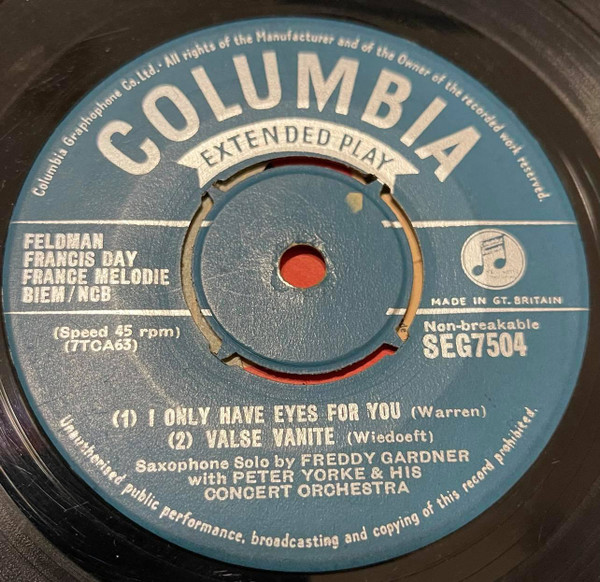 Columbia Graphophone Co. Ltd. · All rights of the Manufacturer and of the Owner of the recorded work reserved.
COLUMBIA
EXTENDED PLAY
FELDMAN
FRANCIS DAY
FRANCE MELODIE
BIEM/NCB
MADE IN GT. BRITAIN
(Speed 45 rpm)
(7TCA63)
Non-breakable
SEG7504
(1) I ONLY HAVE EYES FOR YOU (Warren)
(2) VALSE VANITE (Wiedoeft)
Saxophone Solo by FREDDY GARDNER
with PETER YORKE & HIS
CONCERT ORCHESTRA
Unauthorised public performance, broadcasting and copying of this record prohibited.